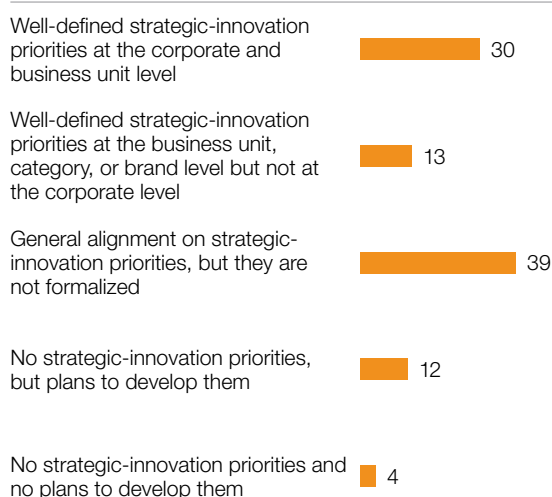 Well-defined strategic-innovation
priorities at the corporate and
business unit level
30
Well-defined strategic-innovation
priorities at the business unit,
category, or brand level but not at
the corporate level
13
General alignment on strategic-
innovation priorities, but they are
not formalized
39
No strategic-innovation priorities,
but plans to develop them
12
No strategic-innovation priorities and
no plans to develop them
4